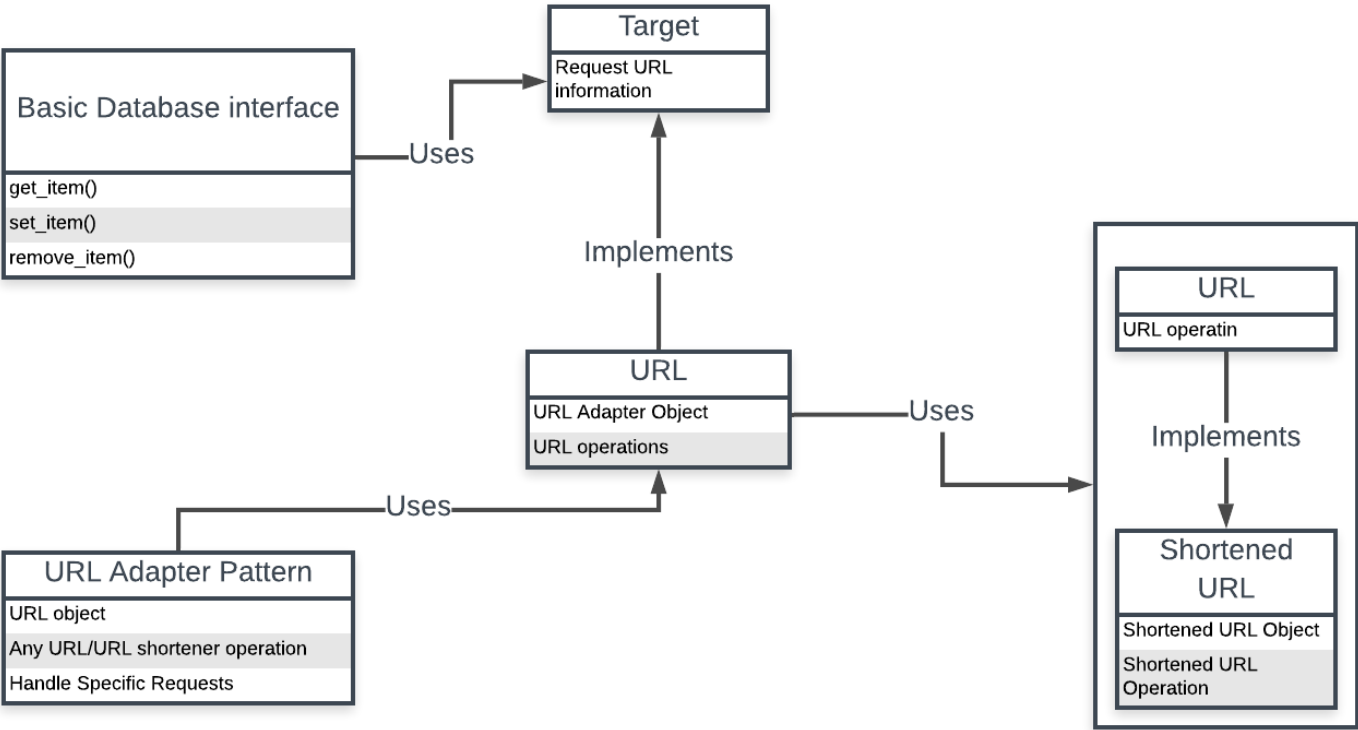 Target
Request URL
information
Basic Database interface
get_item()
set_item()
remove_item()
Uses
Implements
URL
URL Adapter Object
URL operations
Uses
URL
URL operatin
Implements
Shortened
URL
Shortened URL Object
Shortened URL
Operation
Uses
URL Adapter Pattern
URL object
Any URL/URL shortener operation
Handle Specific Requests